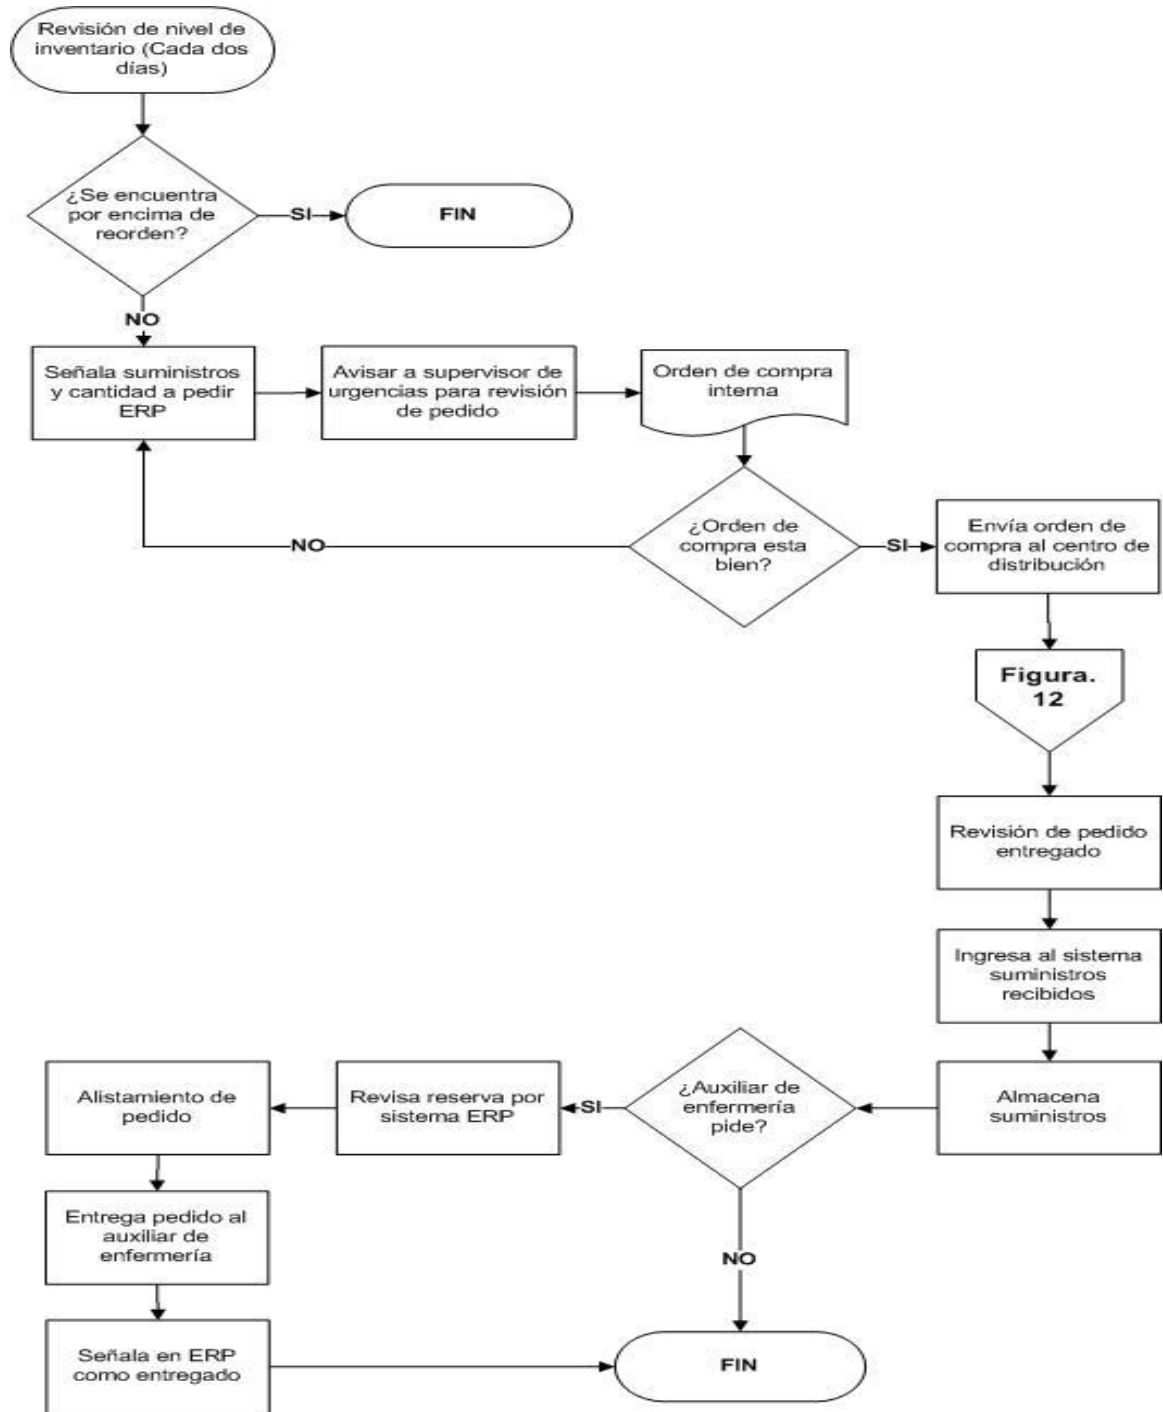 Revisión de nivel de
inventario (Cada dos
días)
¿Se encuentra
por encima de
reorden?
SI
FIN
NO
Señala suministros
y cantidad a pedir
ERP
Avisar a supervisor de
urgencias para revisión
de pedido
Orden de compra
interna
¿Orden de
compra esta
bien?
NO
SI
Envía orden de
compra al centro de
distribución
Figura.
12
Revisión de pedido
entregado
Ingresa al sistema
suministros
recibidos
Almacena
suministros
¿Auxiliar de
enfermería
pide?
SI
Revisa reserva por
sistema ERP
Alistamiento de
pedido
Entrega pedido al
auxiliar de
enfermería
NO
Señala en ERP
como entregado
FIN